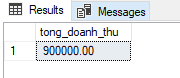 Results Messages
tong_doanh_thu
1 900000.00